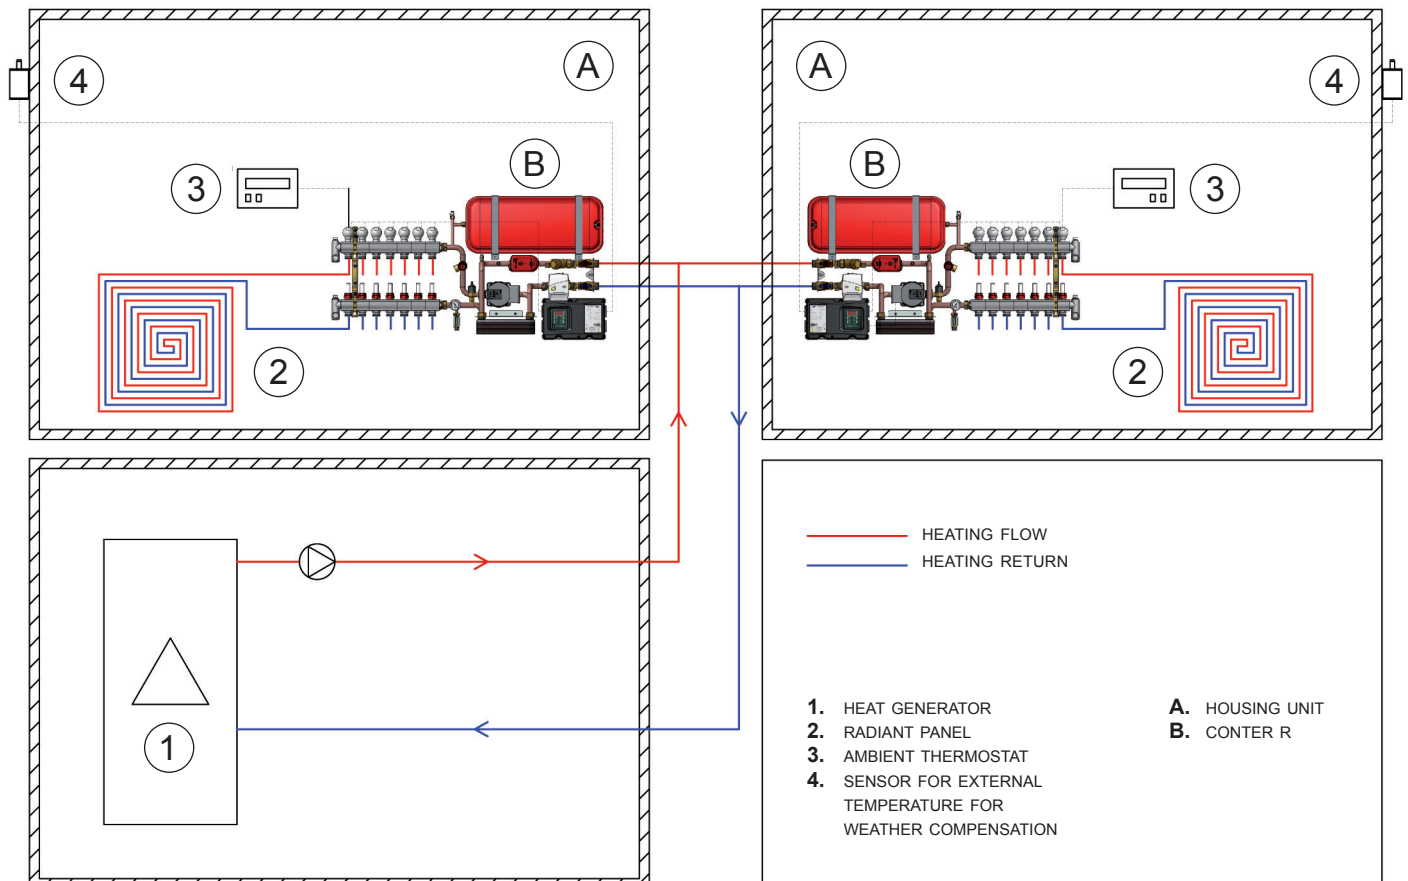 4
A
A
4
B
B
3
3
2
2
HEATING FLOW
HEATING RETURN
1
1. HEAT GENERATOR
2. RADIANT PANEL
3. AMBIENT THERMOSTAT
4. SENSOR FOR EXTERNAL
TEMPERATURE FOR
WEATHER COMPENSATION
A. HOUSING UNIT
B. CONTER R